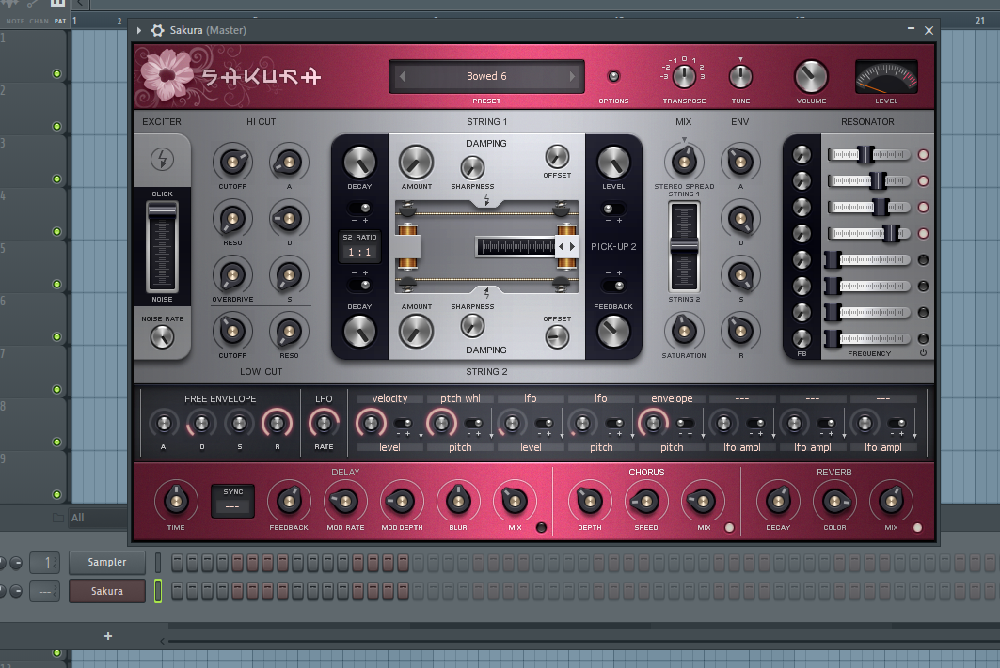 NOTE CHAN PAT
1 2 17 21
Sakura (Master)
SAKURA
Bowed 6
PRESET
OPTIONS
-3 -2 -1 0 1 2 3
TRANSPOSE
TUNE
VOLUME
LEVEL
EXCITER HI CUT STRING 1 MIX ENV RESONATOR
CLICK
NOISE
NOISE RATE
CUTOFF A
RESO D
OVERDRIVE S
CUTOFF RESO
LOW CUT
DECAY
- +
S2 RATIO
1 : 1
- +
DECAY
DAMPING
AMOUNT SHARPNESS OFFSET
AMOUNT SHARPNESS OFFSET
DAMPING
STRING 2
LEVEL
- +
PICK-UP 2
- +
FEEDBACK
STEREO SPREAD
STRING 1
STRING 2
SATURATION
A
D
S
R
FB FREQUENCY
FREE ENVELOPE LFO
A D S R RATE
velocity ptch whl lfo lfo envelope --- --- ---
- + - + - + - + - + - + - + - +
level pitch level pitch pitch lfo ampl lfo ampl lfo ampl
DELAY CHORUS REVERB
SYNC
---
TIME FEEDBACK MOD RATE MOD DEPTH BLUR MIX DEPTH SPEED MIX DECAY COLOR MIX
1
2
3
4
5
6
7
8
9
All
1 Sampler
--- Sakura
+